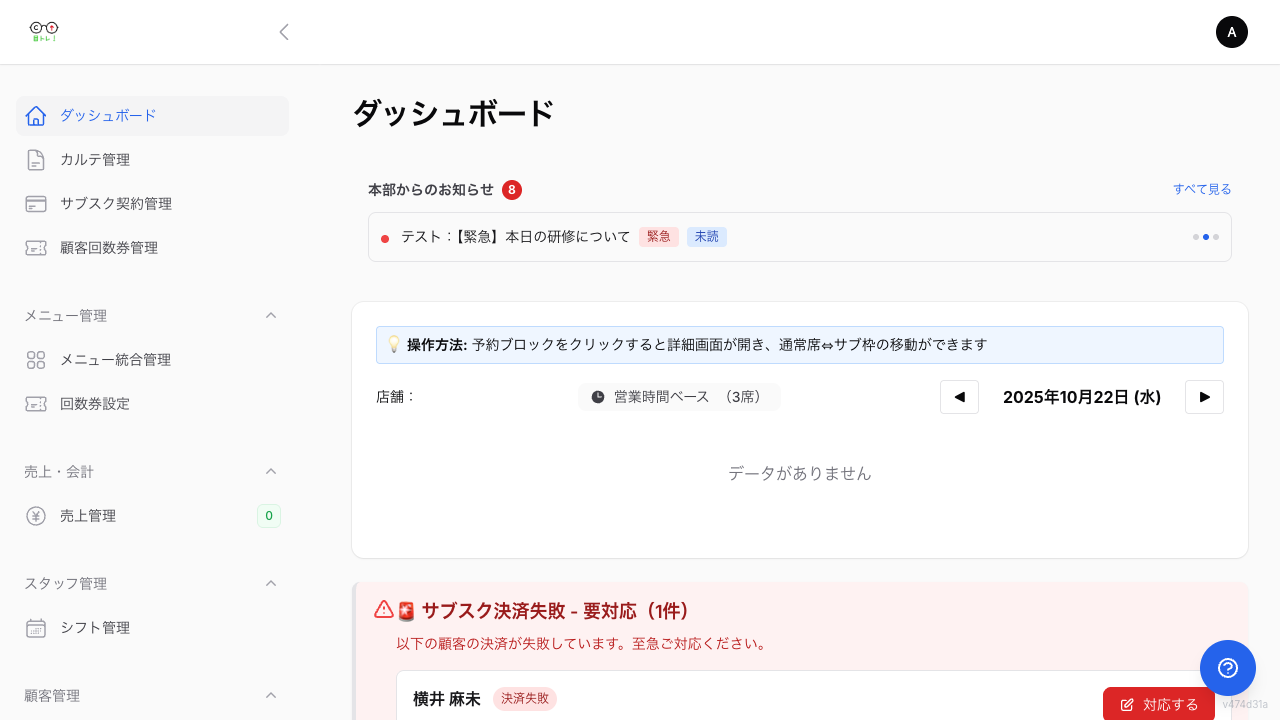 目トレ！
A
ダッシュボード
カルテ管理
サブスク契約管理
顧客回数券管理
メニュー管理
メニュー統合管理
回数券設定
売上・会計
売上管理
0
スタッフ管理
シフト管理
顧客管理
ダッシュボード
本部からのお知らせ 8
すべて見る
テスト：【緊急】本日の研修について 緊急 未読
💡 操作方法: 予約ブロックをクリックすると詳細画面が開き、通常席⇔サブ枠の移動ができます
店舗：
営業時間ベース （3席）
◀ 2025年10月22日 (水) ▶
データがありません
🚨 サブスク決済失敗 - 要対応（1件）
以下の顧客の決済が失敗しています。至急ご対応ください。
横井 麻未 決済失敗
対応する
v474d31a